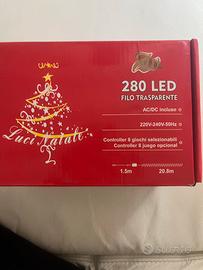 280 LED
FILO TRASPARENTE
AC/DC incluso
220V-240V-50Hz
Controller 8 giochi selezionabili
Controller 8 juego opcional
1.5m
20.8m
Luci Natale